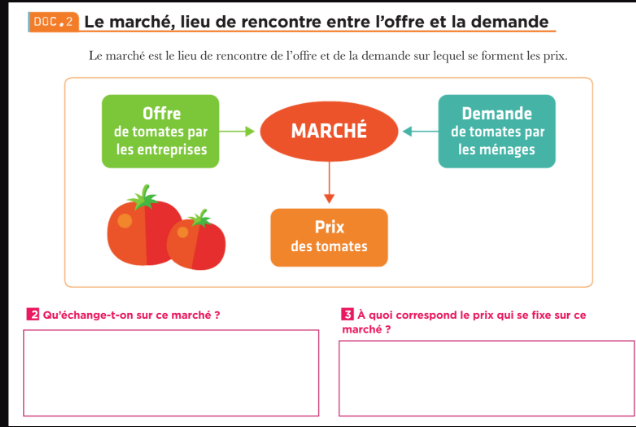 DOC.2 Le marché, lieu de rencontre entre l'offre et la demande
Le marché est le lieu de rencontre de l'offre et de la demande sur lequel se forment les prix.
Offre
de tomates par
les entreprises
MARCHÉ
Demande
de tomates par
les ménages
Prix
des tomates
2 Qu'échange-t-on sur ce marché ?
3 À quoi correspond le prix qui se fixe sur ce
marché ?